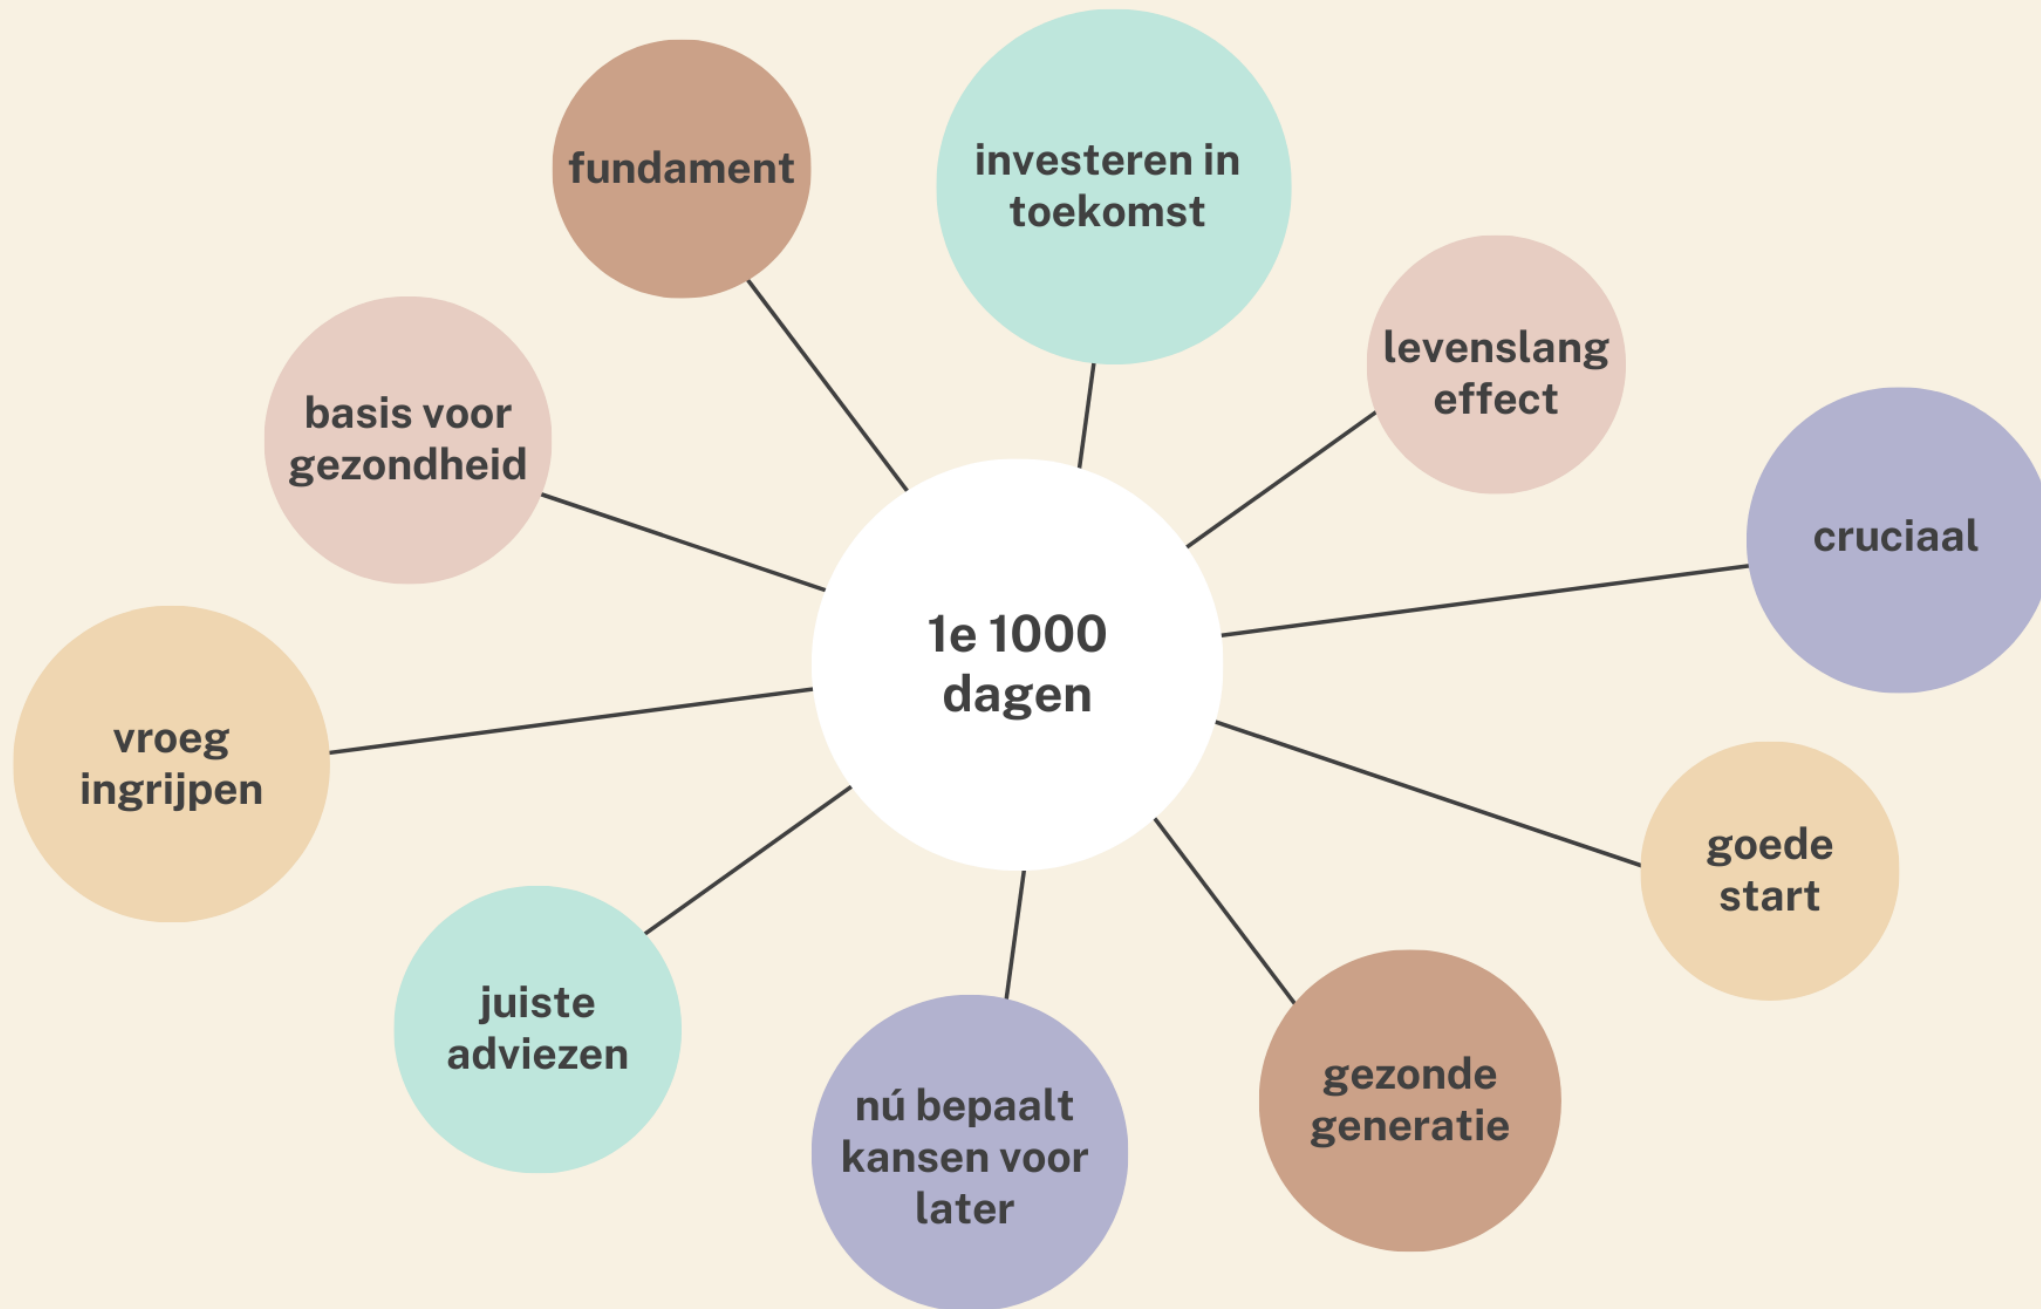 fundament
investeren in
toekomst
levenslang
effect
basis voor
gezondheid
cruciaal
1e 1000
dagen
vroeg
ingrijpen
goede
start
juiste
adviezen
nú bepaalt
kansen voor
later
gezonde
generatie